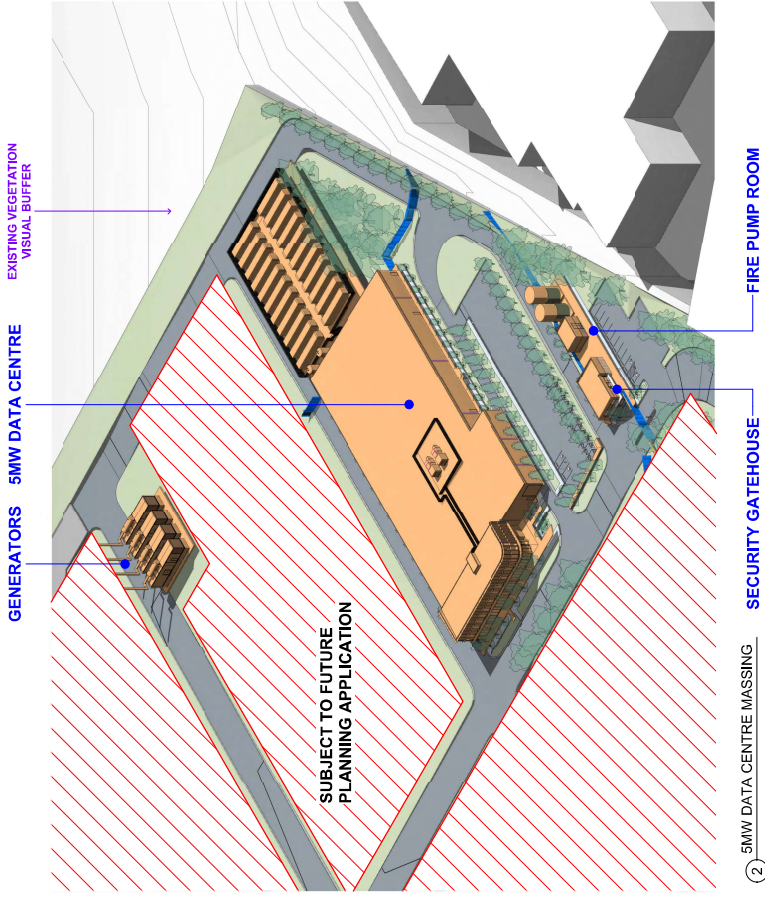 GENERATORS
5MW DATA CENTRE
EXISTING VEGETATION
VISUAL BUFFER
SUBJECT TO FUTURE
PLANNING APPLICATION
SECURITY GATEHOUSE
FIRE PUMP ROOM
2
5MW DATA CENTRE MASSING